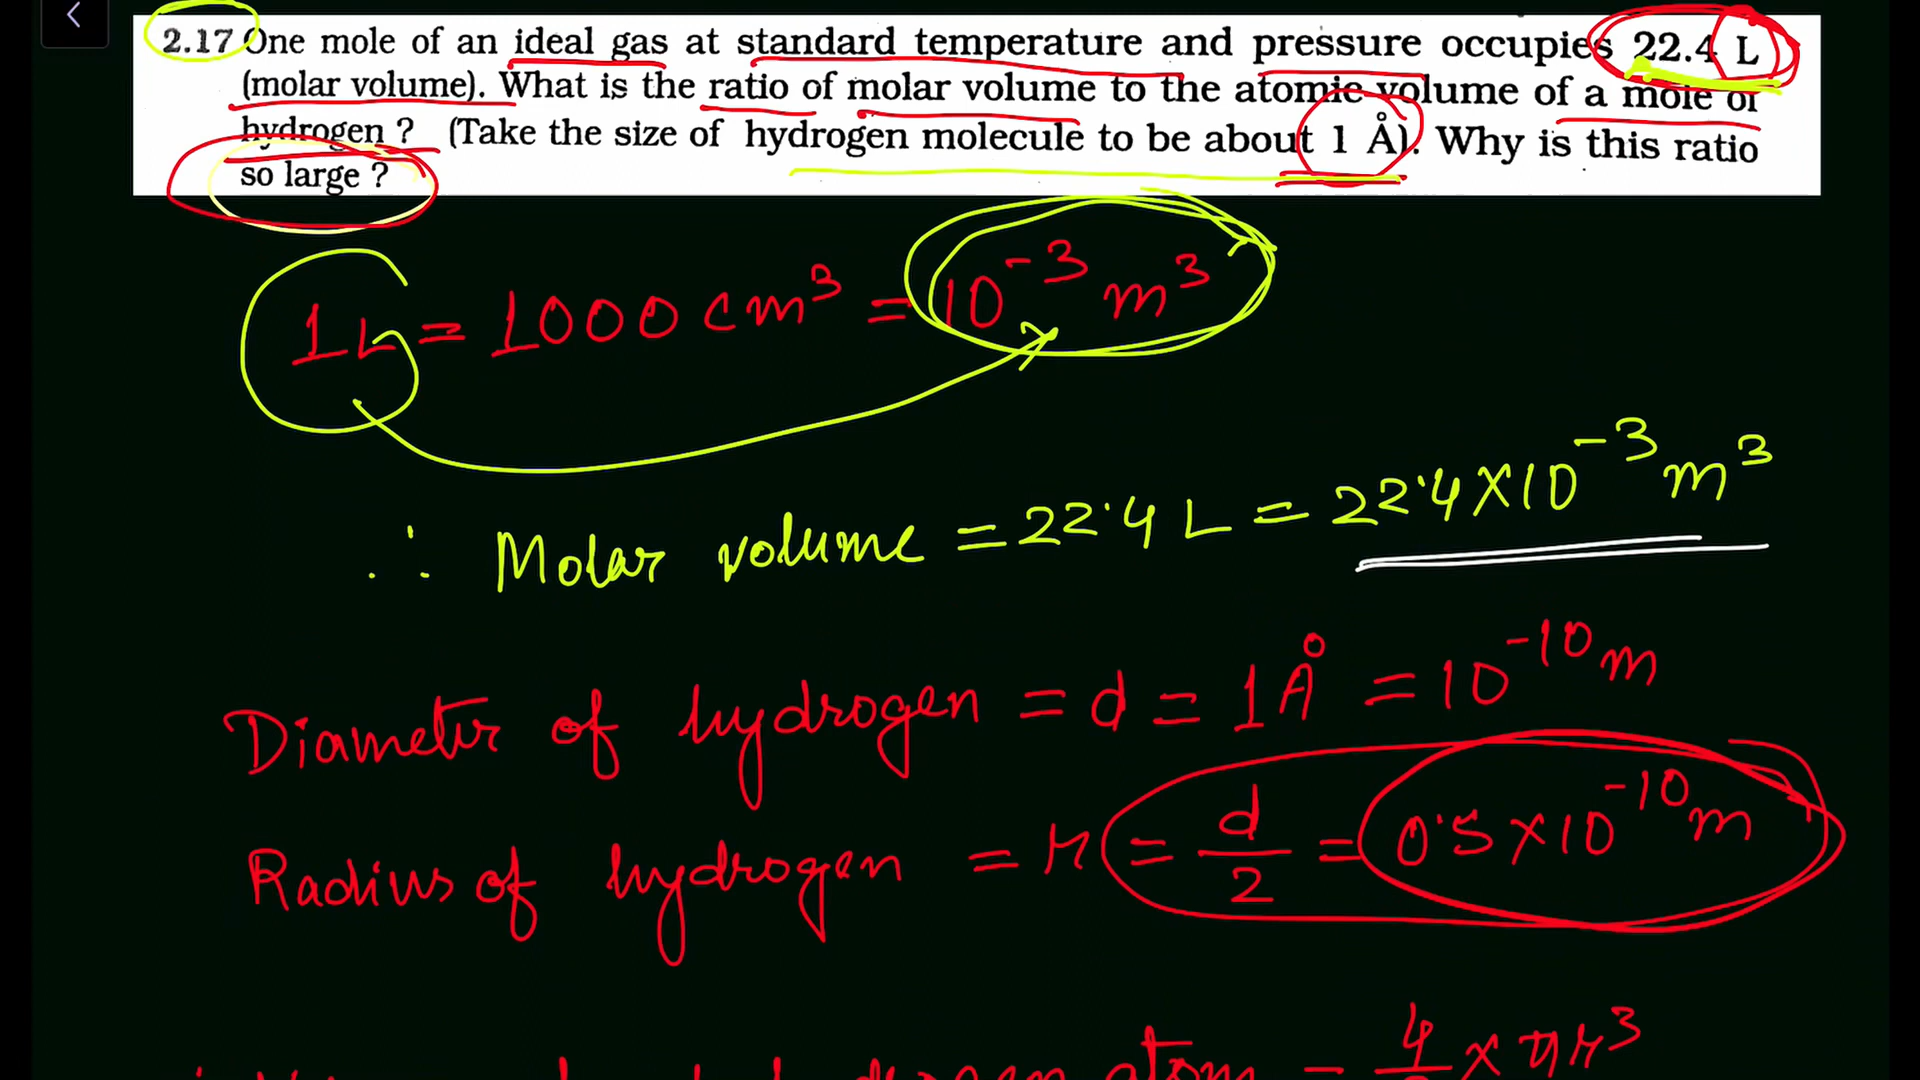 2.17 One mole of an ideal gas at standard temperature and pressure occupies 22.4 L
(molar volume). What is the ratio of molar volume to the atomic volume of a mole of
hydrogen ? (Take the size of hydrogen molecule to be about 1 Å). Why is this ratio
so large ?
1L = 1000 cm³ = 10⁻³ m³
∴ Molar volume = 22.4 L = 22.4 × 10⁻³ m³
Diameter of hydrogen = d = 1Å = 10⁻¹⁰ m
Radius of hydrogen = r = d/2 = 0.5 × 10⁻¹⁰ m
atom = 4 × πr³